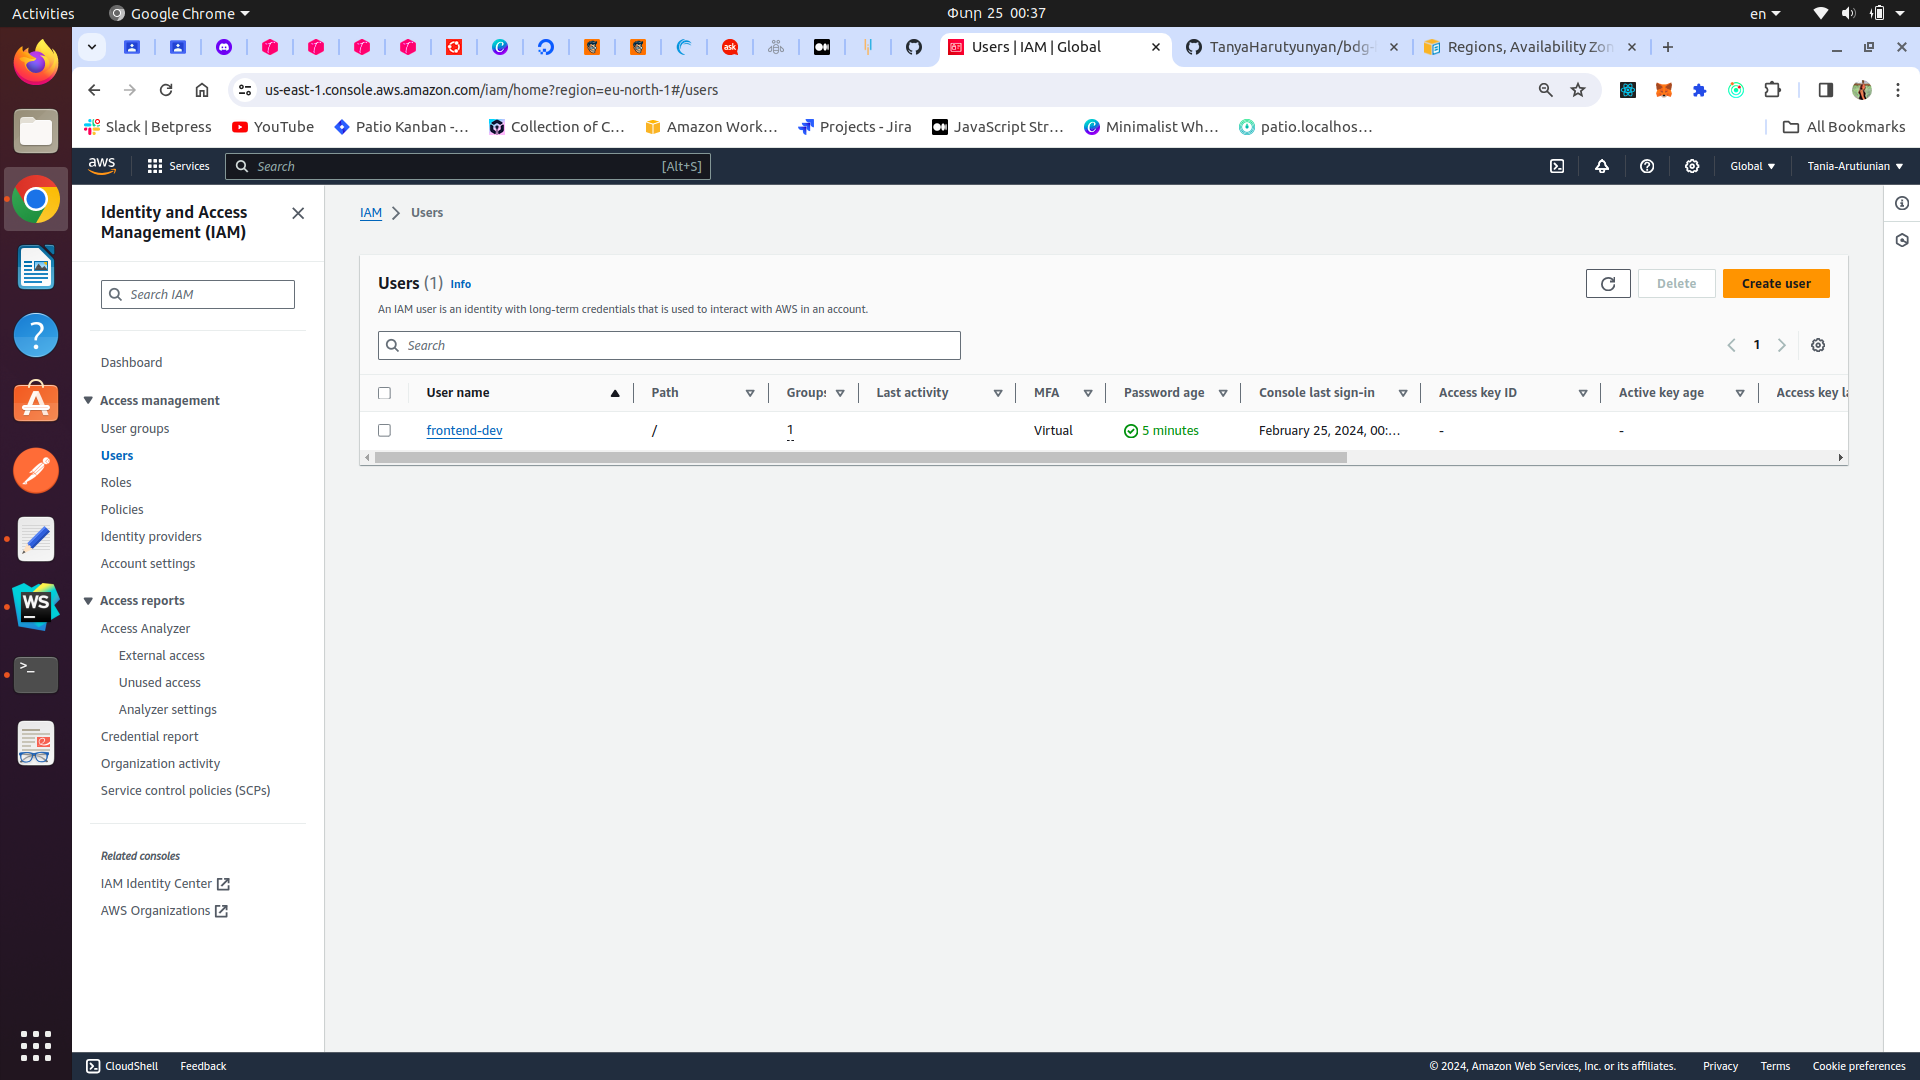 Activities
Google Chrome
Փտր 25 00:37
en
Users | IAM | Global
TanyaHarutyunyan/bdg-
Regions, Availability Zon
us-east-1.console.aws.amazon.com/iam/home?region=eu-north-1#/users
Slack | Betpress
YouTube
Patio Kanban -...
Collection of C...
Amazon Work...
Projects - Jira
JavaScript Str...
Minimalist Wh...
patio.localhos...
All Bookmarks
aws
Services
Search
[Alt+S]
Global
Tania-Arutiunian
Identity and Access
Management (IAM)
Search IAM
Dashboard
Access management
User groups
Users
Roles
Policies
Identity providers
Account settings
Access reports
Access Analyzer
External access
Unused access
Analyzer settings
Credential report
Organization activity
Service control policies (SCPs)
Related consoles
IAM Identity Center
AWS Organizations
IAM
Users
Users (1) Info
Delete
Create user
An IAM user is an identity with long-term credentials that is used to interact with AWS in an account.
Search
1
User name
Path
Groups
Last activity
MFA
Password age
Console last sign-in
Access key ID
Active key age
Access key la
frontend-dev
/
1
Virtual
5 minutes
February 25, 2024, 00:...
-
-
ask
WS
>_
CloudShell
Feedback
© 2024, Amazon Web Services, Inc. or its affiliates.
Privacy
Terms
Cookie preferences